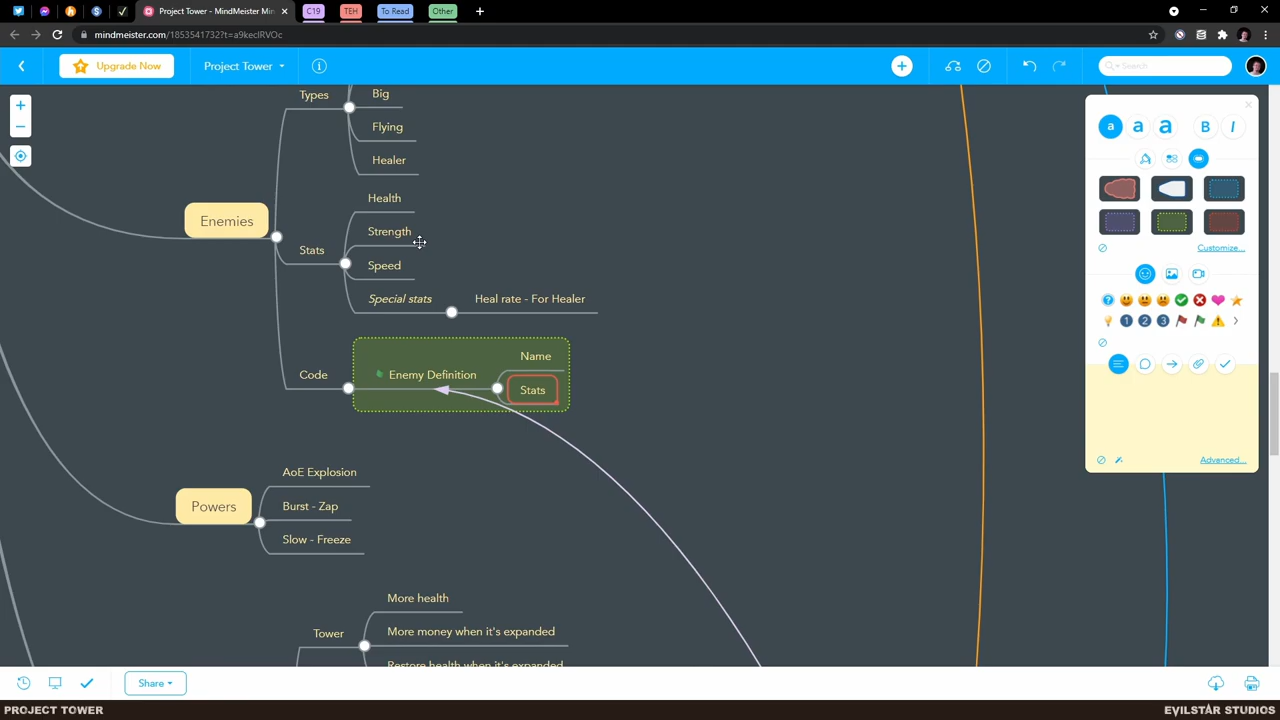 Project Tower - MindMeister Min
C19
TEH
To Read
Other
mindmeister.com/1853541732?t=a9keclRVOc
Upgrade Now
Project Tower
Search
Types
Big
Flying
Healer
Enemies
Stats
Health
Strength
Speed
Special stats
Heal rate - For Healer
Code
Enemy Definition
Name
Stats
Powers
AoE Explosion
Burst - Zap
Slow - Freeze
Tower
More health
More money when it's expanded
Restore health when it's expanded
a a a B I
Customize...
1 2 3
Advanced...
Share
PROJECT TOWER
EVILSTAR STUDIOS